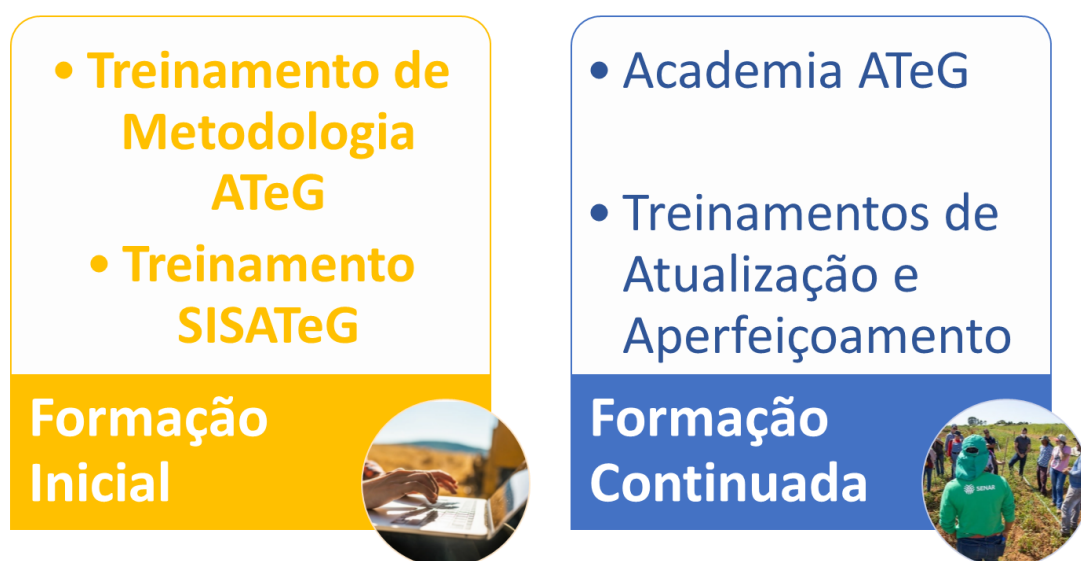 • Treinamento de
Metodologia
ATeG
• Treinamento
SISATeG
Formação
Inicial
• Academia ATeG
• Treinamentos de
Atualização e
Aperfeiçoamento
Formação
Continuada
SENAR